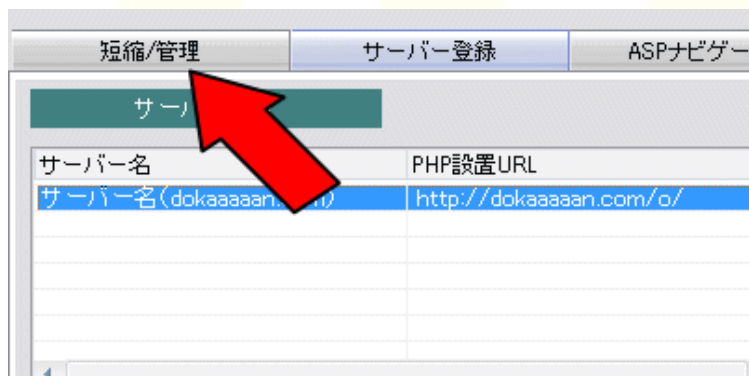 短縮/管理 サーバー登録 ASPナビゲー
サーバー名 PHP設置URL
サーバー名(dokaaaaan. http://dokaaaaan.com/o/